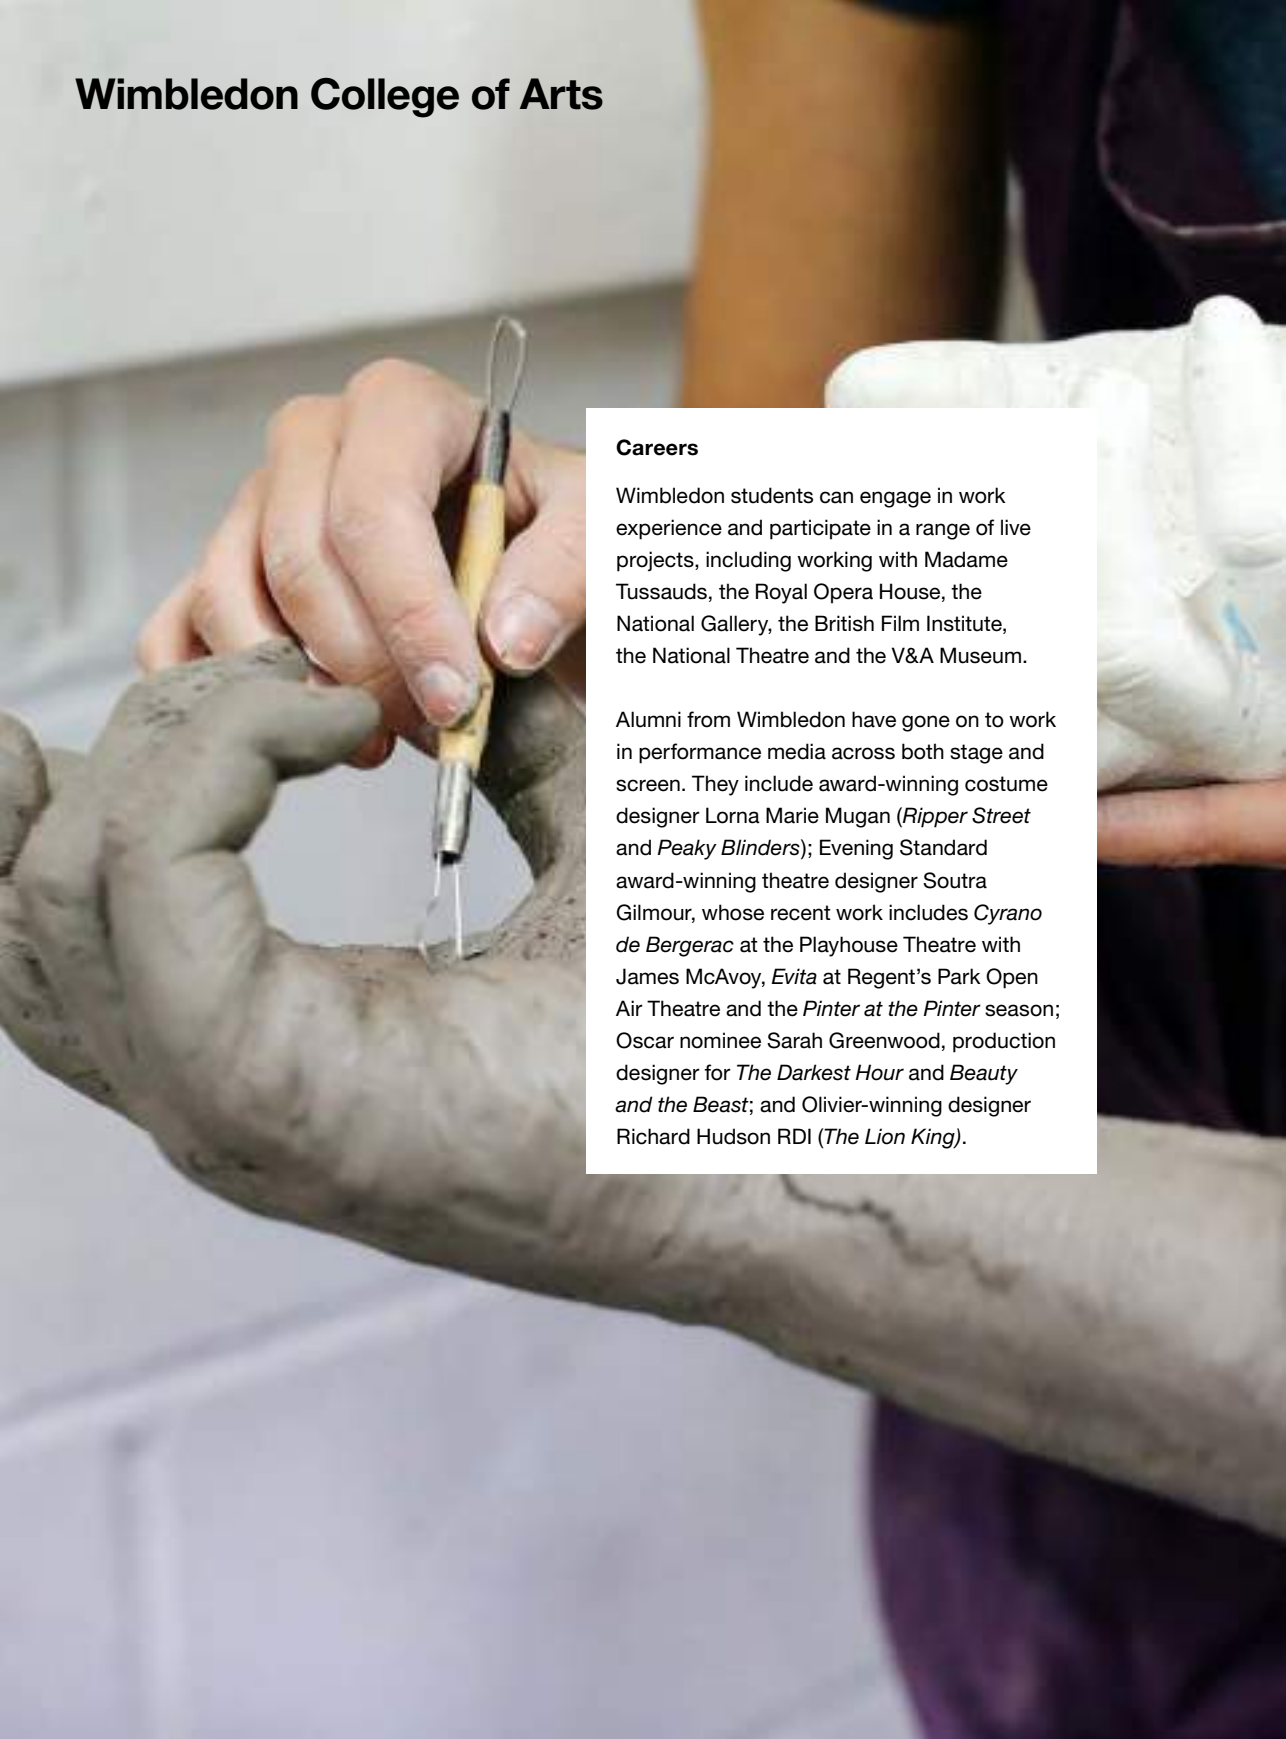 Wimbledon College of Arts
Careers
Wimbledon students can engage in work
experience and participate in a range of live
projects, including working with Madame
Tussauds, the Royal Opera House, the
National Gallery, the British Film Institute,
the National Theatre and the V&A Museum.
Alumni from Wimbledon have gone on to work
in performance media across both stage and
screen. They include award-winning costume
designer Lorna Marie Mugan (Ripper Street
and Peaky Blinders); Evening Standard
award-winning theatre designer Soutra
Gilmour, whose recent work includes Cyrano
de Bergerac at the Playhouse Theatre with
James McAvoy, Evita at Regent’s Park Open
Air Theatre and the Pinter at the Pinter season;
Oscar nominee Sarah Greenwood, production
designer for The Darkest Hour and Beauty
and the Beast; and Olivier-winning designer
Richard Hudson RDI (The Lion King).